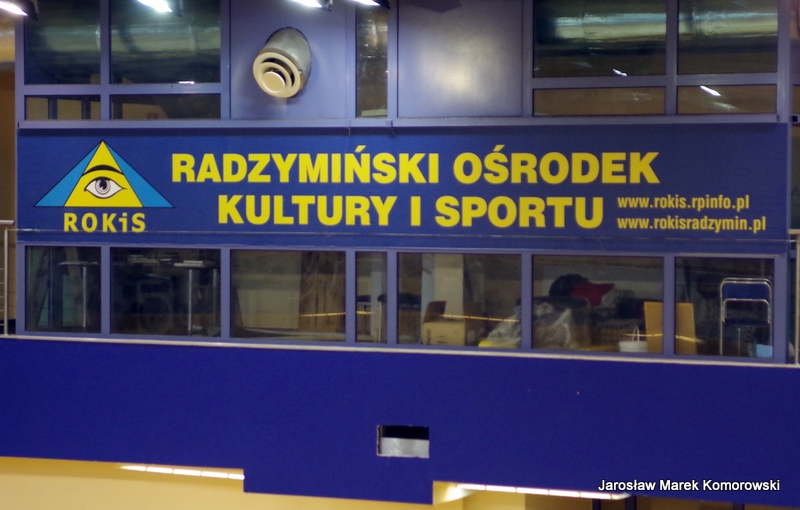 RADZYMIŃSKI OŚRODEK
KULTURY I SPORTU
www.rokis.rpinfo.pl
www.rokisradzymin.pl
ROKiS
Jarosław Marek Komorowski